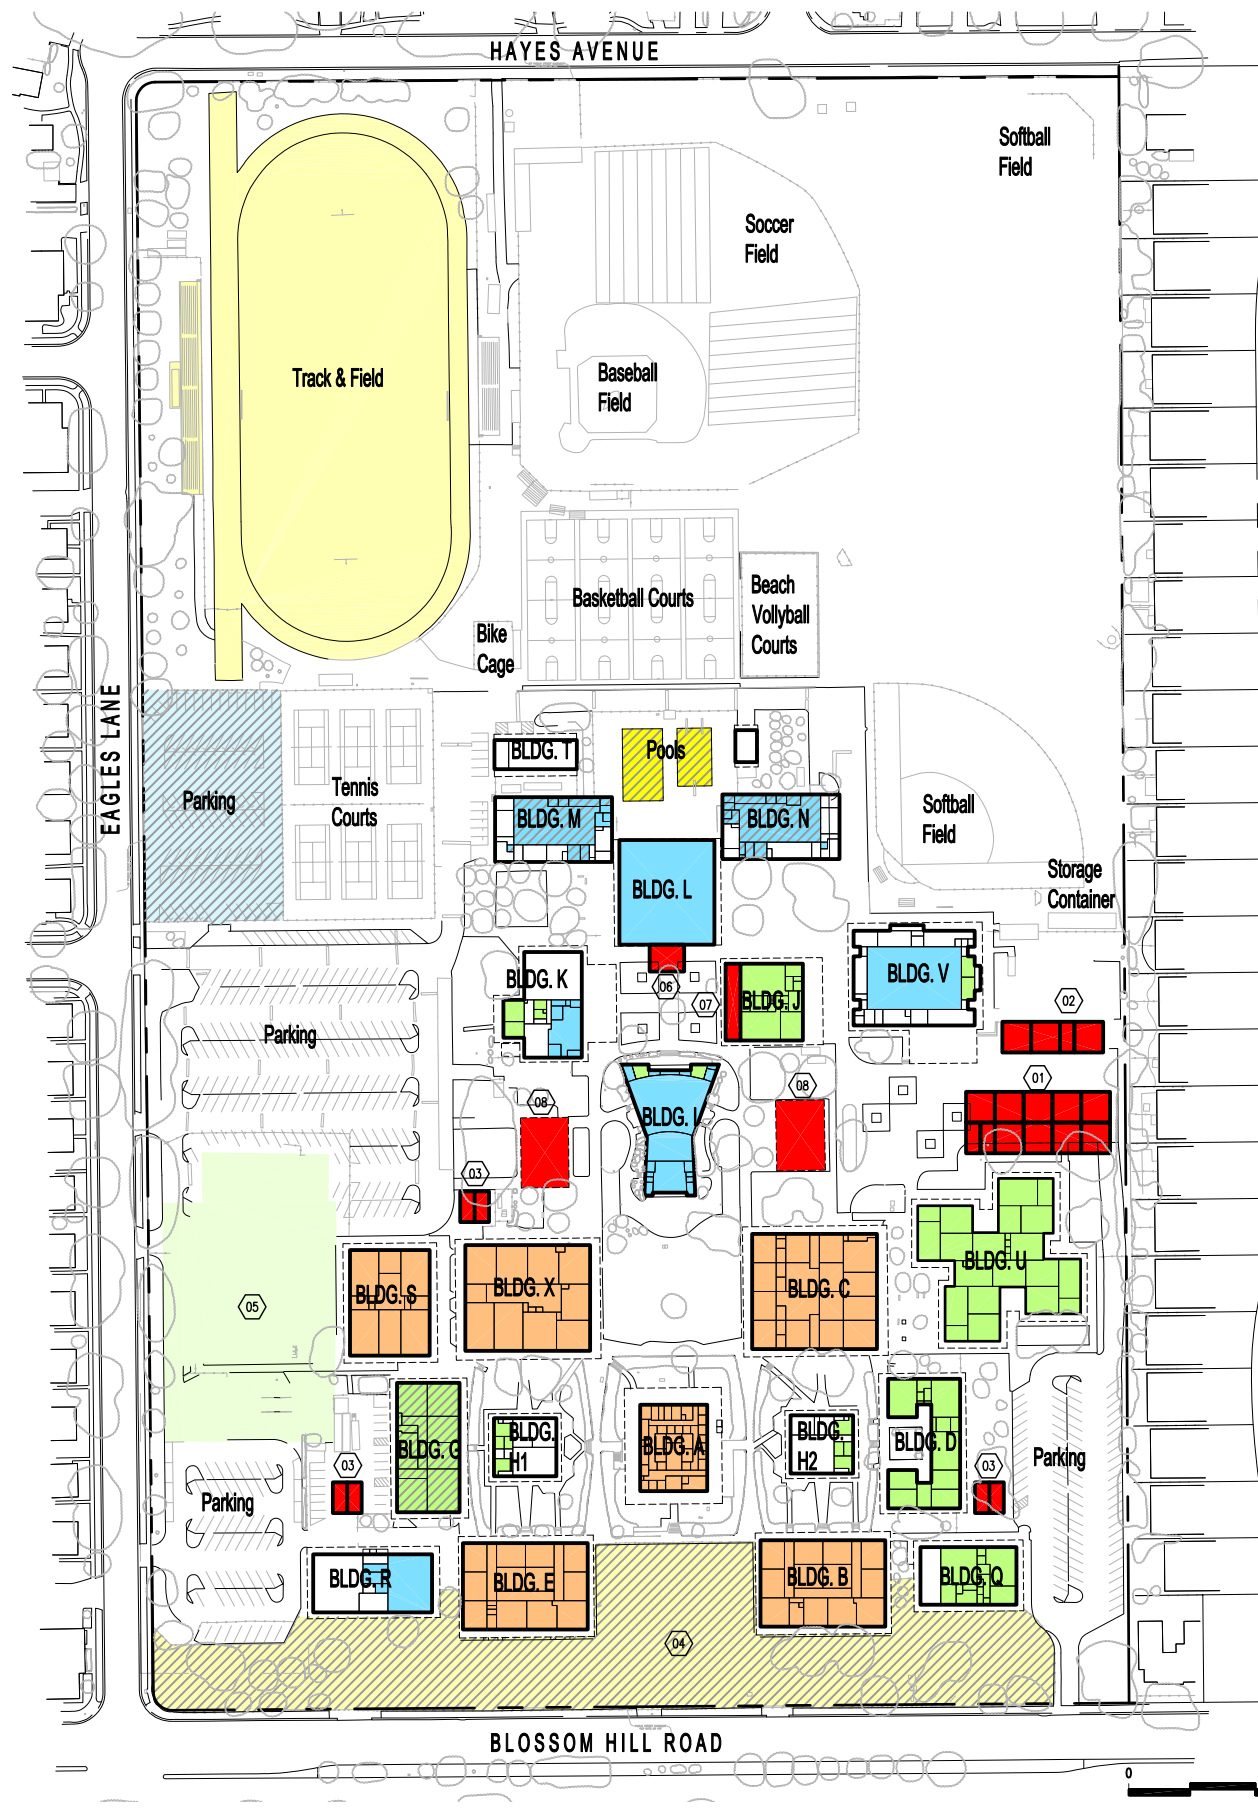 HAYES AVENUE
Softball
Field
Soccer
Field
Track & Field
Baseball
Field
Basketball Courts
Beach
Vollyball
Courts
Bike
Cage
EAGLES LANE
BLDG. T
Pools
Parking
Tennis
Courts
BLDG. M
BLDG. N
Softball
Field
BLDG. L
Storage
Container
BLDG. K
06
07
BLDG. J
BLDG. V
02
Parking
08
BLDG. I
08
01
03
BLDG. S
BLDG. X
BLDG. C
BLDG. U
05
BLDG. G
BLDG.
H1
BLDG. A
BLDG.
H2
BLDG. D
03
03
Parking
Parking
BLDG. R
BLDG. E
BLDG. B
BLDG. Q
04
BLOSSOM HILL ROAD
0